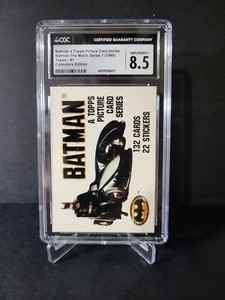 CGC
CERTIFIED GUARANTY COMPANY
Batman A Topps Picture Card Series
Batman The Movie Series 1 (1989)
Topps - #1
Collectors Edition
NM/Mint+
8.5
BATMAN
A TOPPS
PICTURE
CARD
SERIES
132 CARDS
22 STICKERS